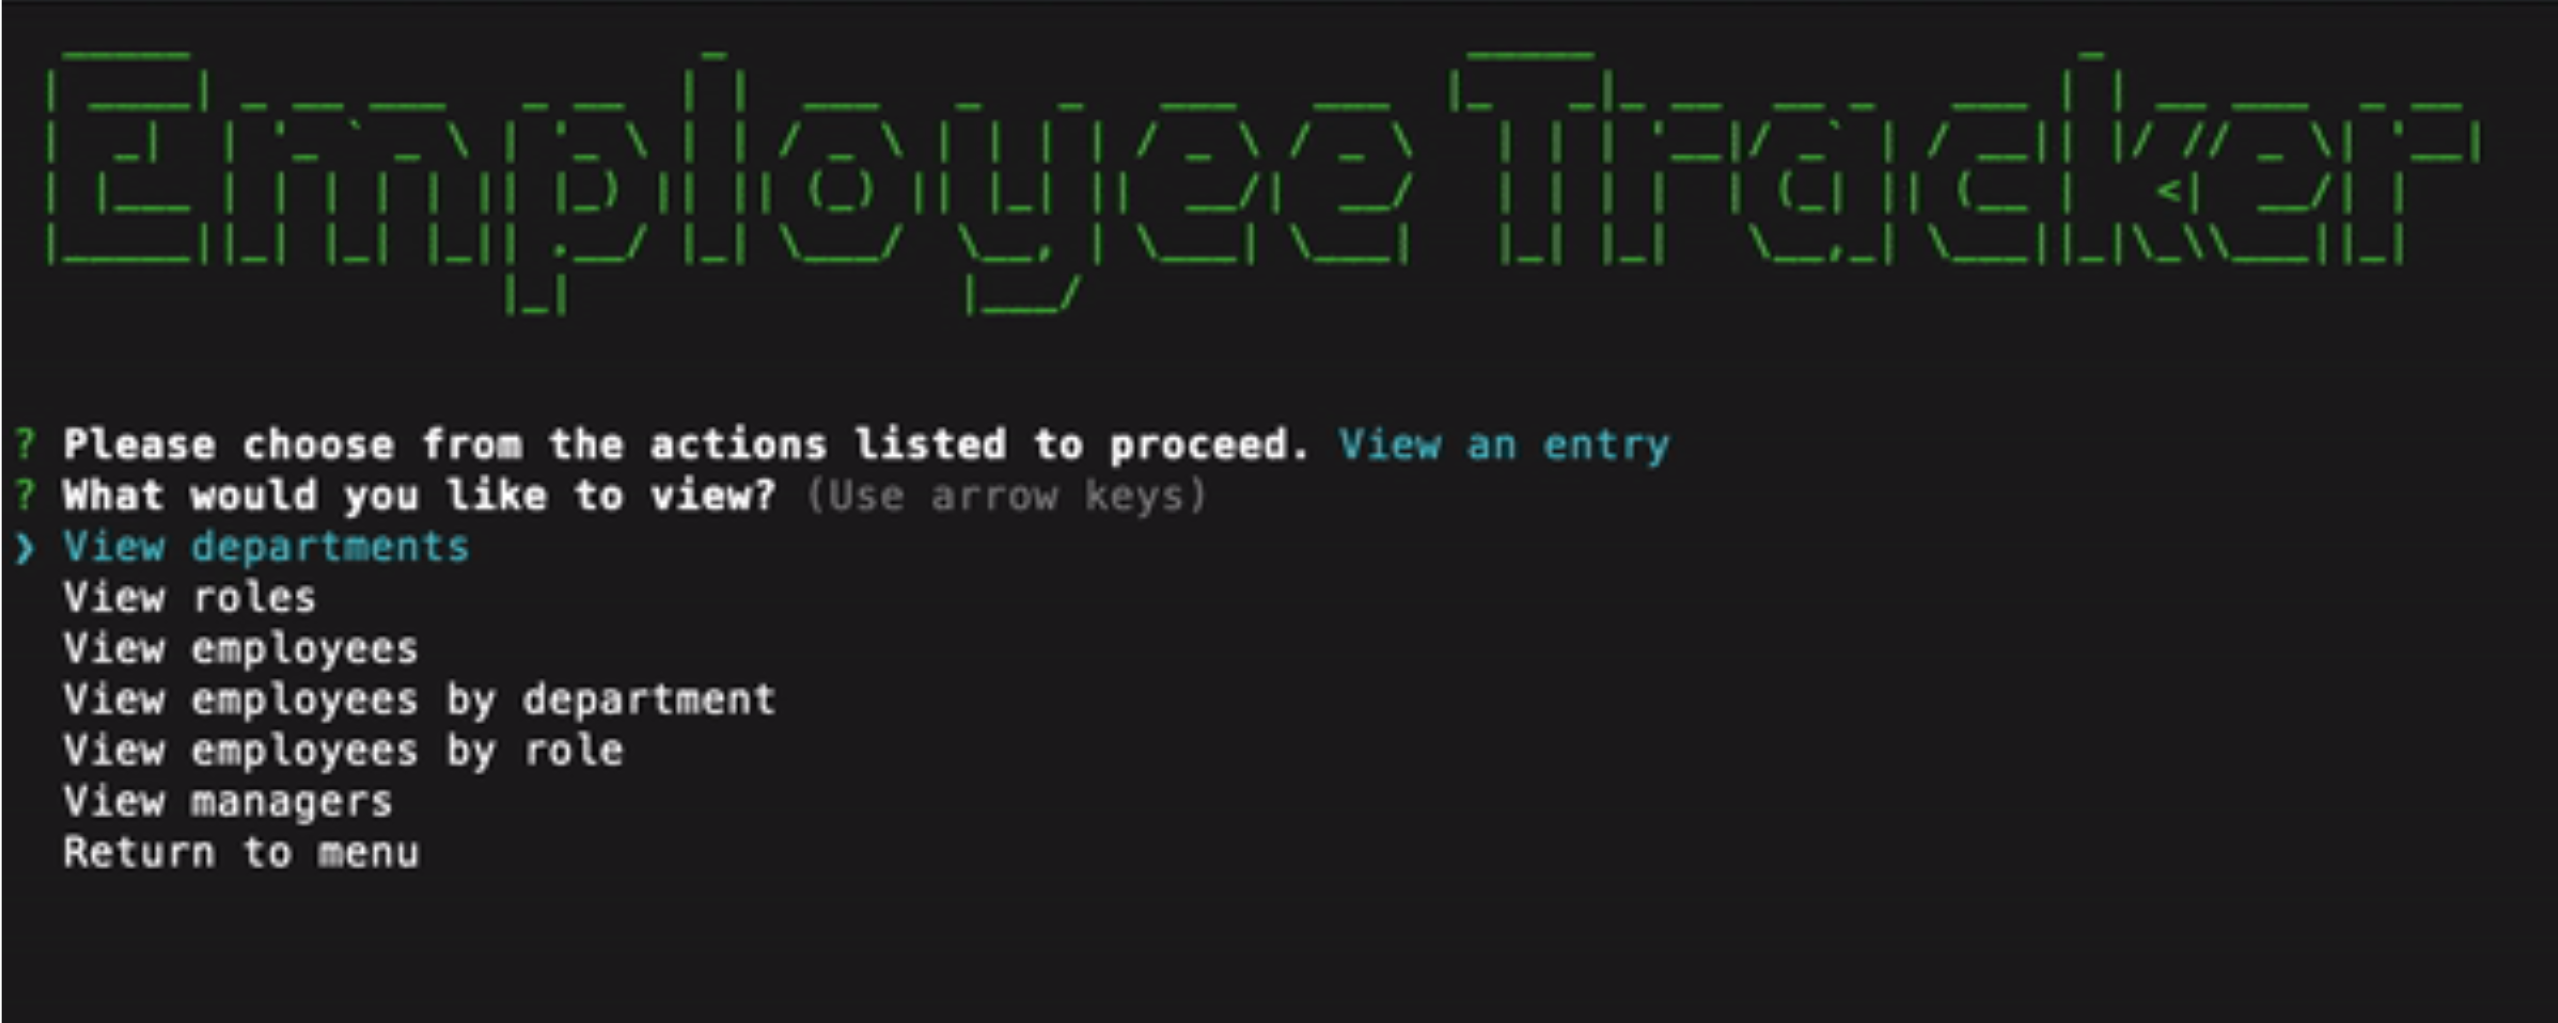 Employee Tracker
? Please choose from the actions listed to proceed. View an entry
? What would you like to view? (Use arrow keys)
❯ View departments
View roles
View employees
View employees by department
View employees by role
View managers
Return to menu